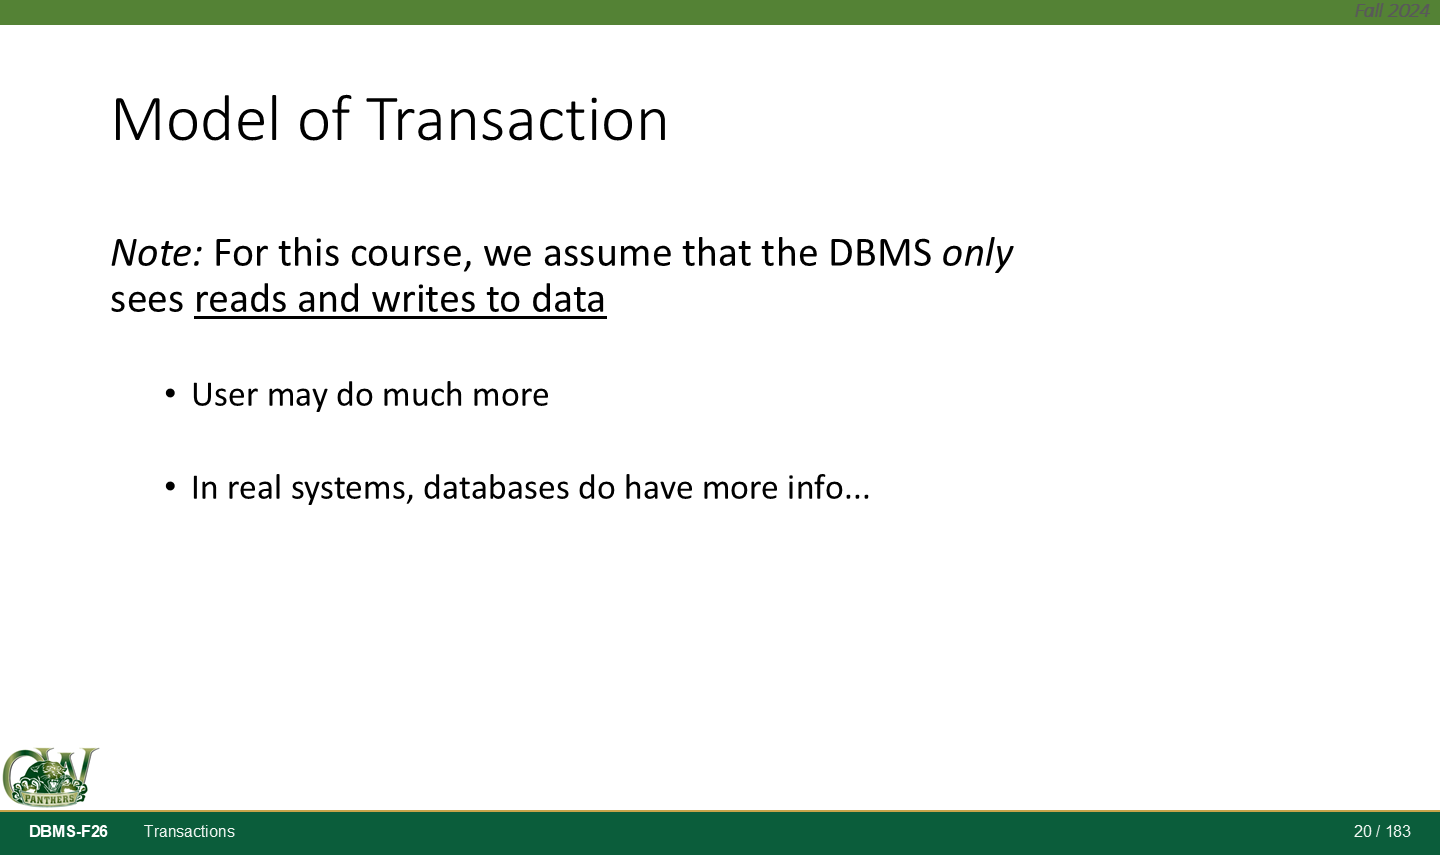 Fall 2024
Model of Transaction
Note: For this course, we assume that the DBMS only
sees reads and writes to data
• User may do much more
• In real systems, databases do have more info...
OW
PANTHERS
DBMS-F26 Transactions 20 / 183